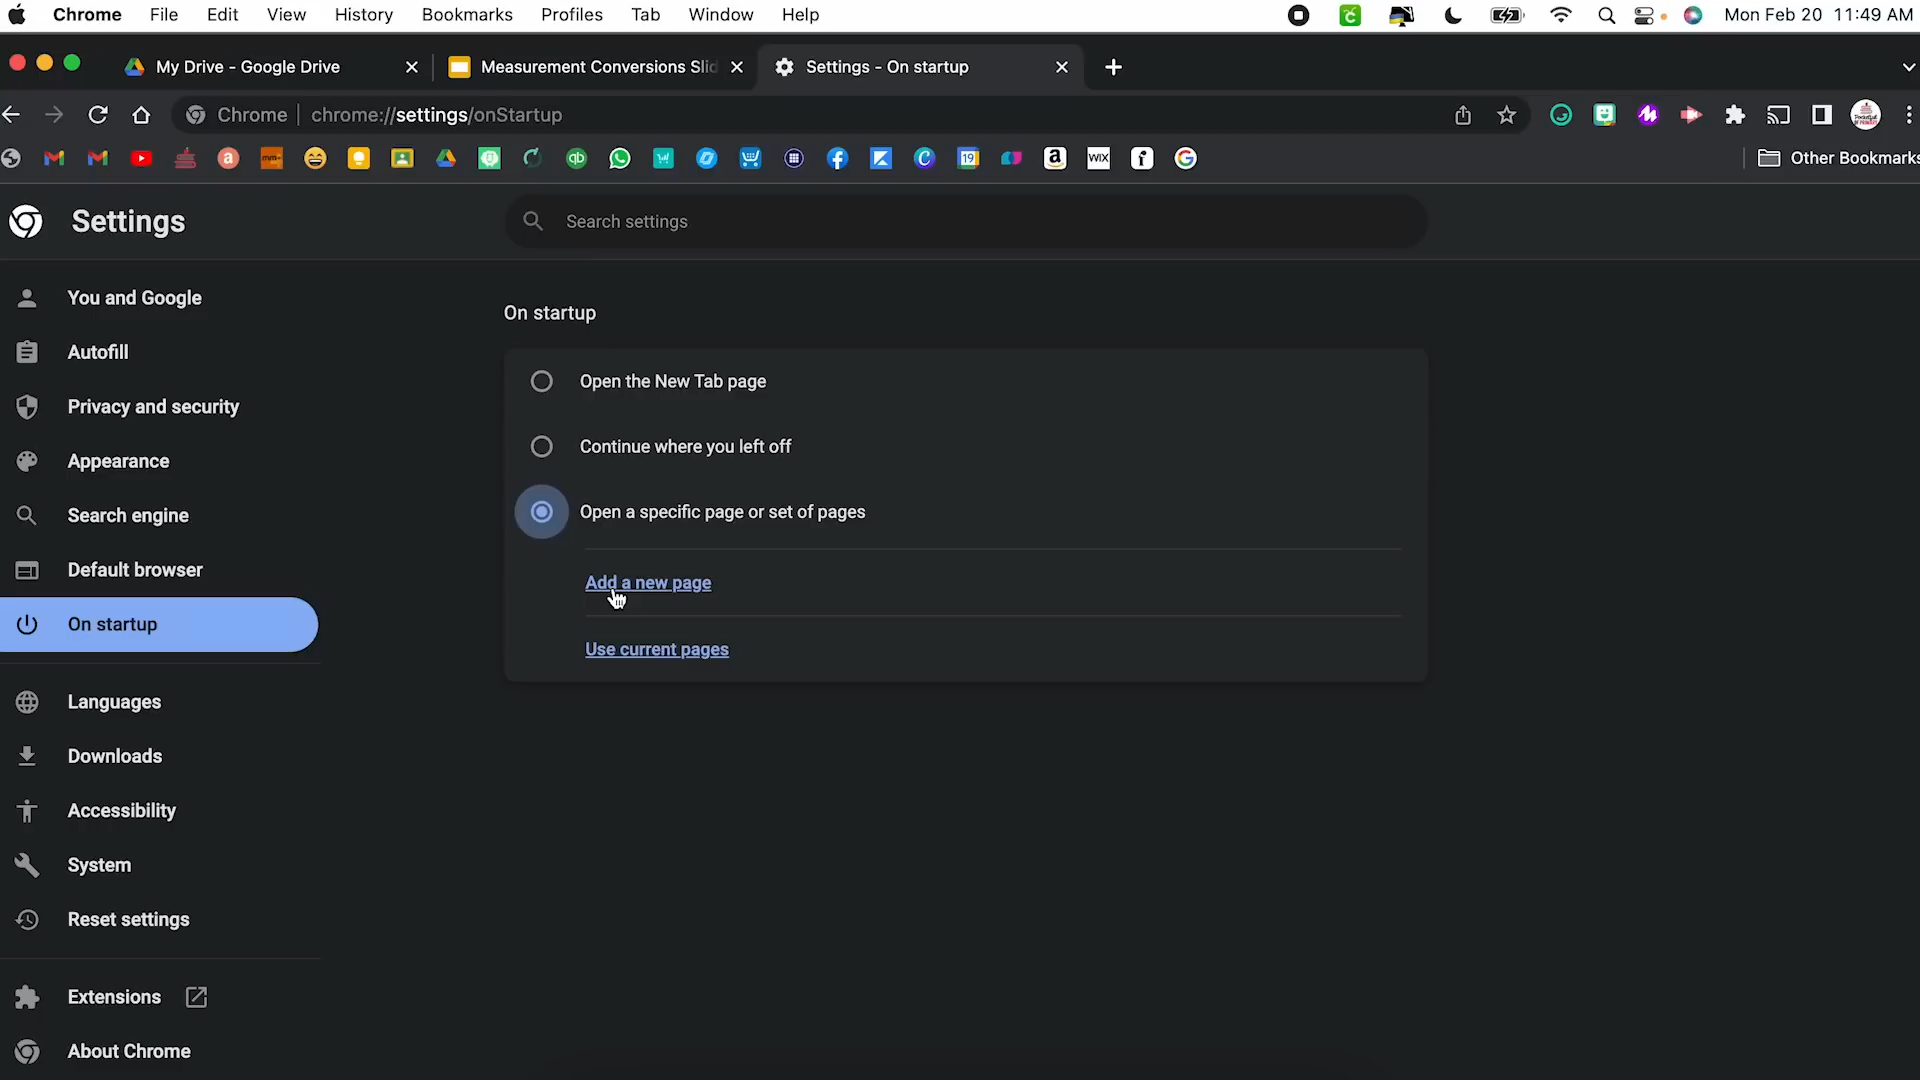 Chrome File Edit View History Bookmarks Profiles Tab Window Help Mon Feb 20 11:49 AM
My Drive - Google Drive Measurement Conversions Slid Settings - On startup
Chrome chrome://settings/onStartup
19 a WIX Other Bookmarks
Settings
Search settings
You and Google
Autofill
Privacy and security
Appearance
Search engine
Default browser
On startup
Languages
Downloads
Accessibility
System
Reset settings
Extensions
About Chrome
On startup
Open the New Tab page
Continue where you left off
Open a specific page or set of pages
Add a new page
Use current pages